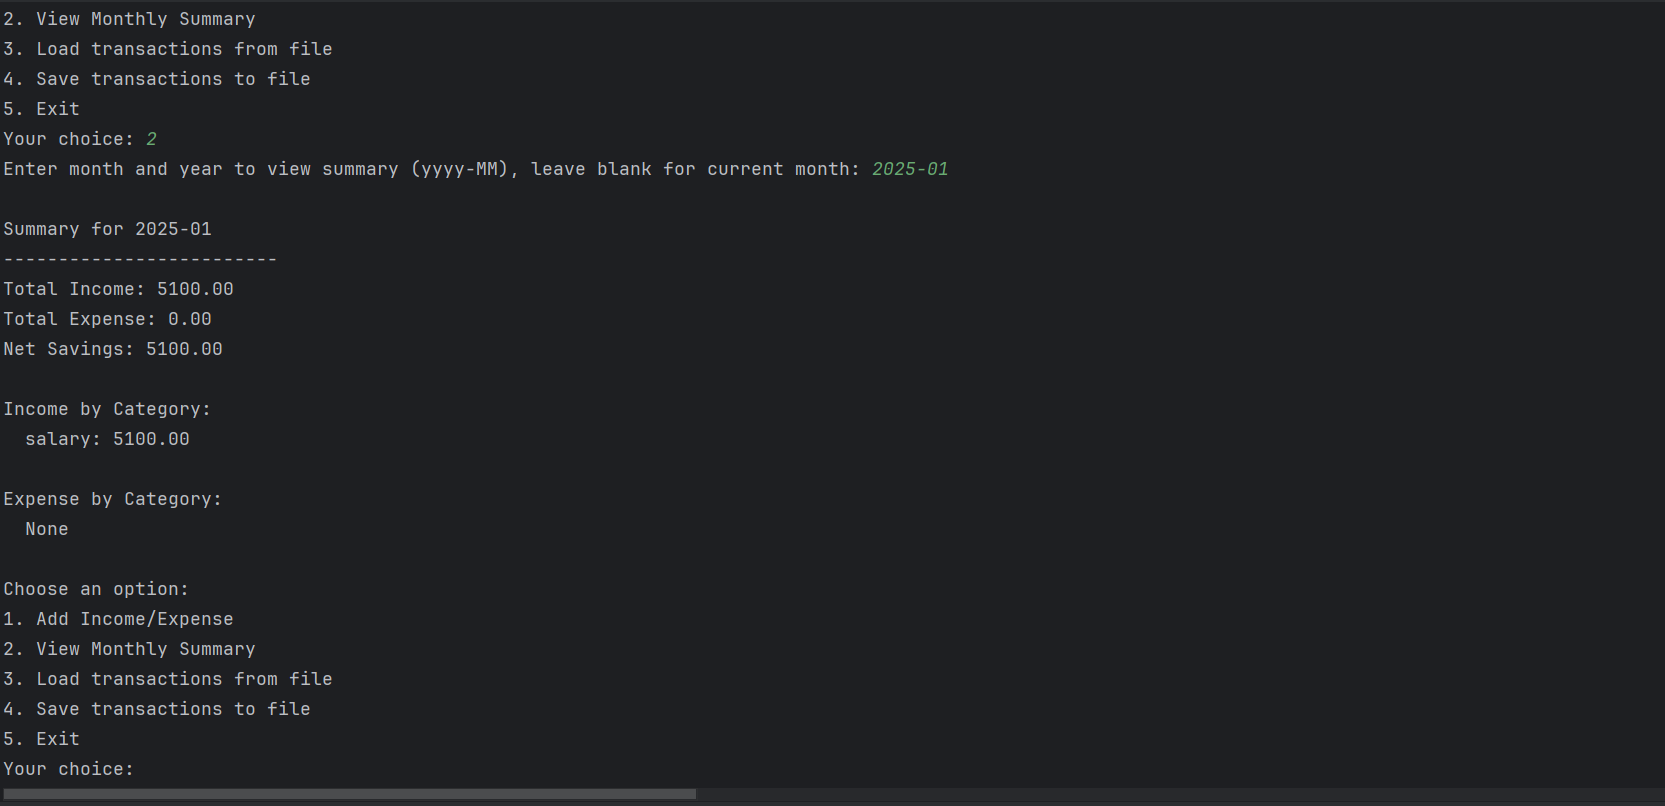 2. View Monthly Summary
3. Load transactions from file
4. Save transactions to file
5. Exit
Your choice: 2
Enter month and year to view summary (yyyy-MM), leave blank for current month: 2025-01
Summary for 2025-01
-------------------------
Total Income: 5100.00
Total Expense: 0.00
Net Savings: 5100.00
Income by Category:
  salary: 5100.00
Expense by Category:
  None
Choose an option:
1. Add Income/Expense
2. View Monthly Summary
3. Load transactions from file
4. Save transactions to file
5. Exit
Your choice: